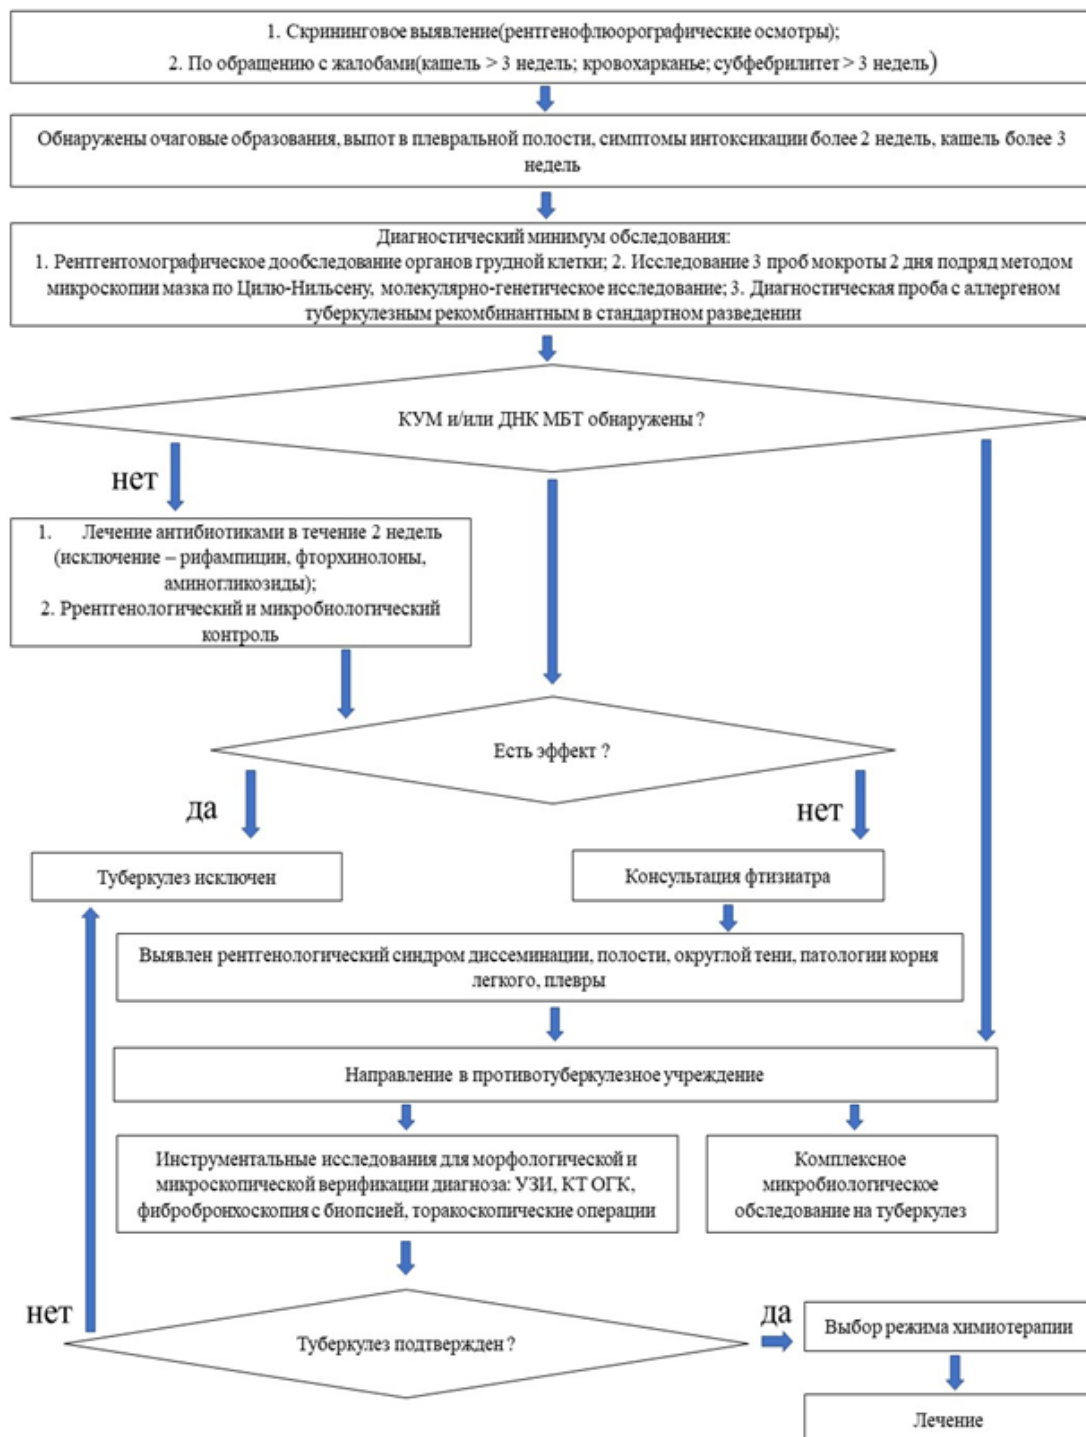 1. Скрининговое выявление(рентгенофлюорографические осмотры);
2. По обращению с жалобами(кашель > 3 недель; кровохарканье; субфебрилитет > 3 недель)
Обнаружены очаговые образования, выпот в плевральной полости, симптомы интоксикации более 2 недель, кашель более 3
недель
Диагностический минимум обследования:
1. Рентгентомографическое дообследование органов грудной клетки; 2. Исследование 3 проб мокроты 2 дня подряд методом
микроскопии мазка по Цилю-Нильсену, молекулярно-генетическое исследование; 3. Диагностическая проба с аллергеном
туберкулезным рекомбинантным в стандартном разведении
КУМ и/или ДНК МБТ обнаружены ?
нет
1. Лечение антибиотиками в течение 2 недель
(исключение – рифампицин, фторхинолоны,
аминогликозиды);
2. Ррентгенологический и микробиологический
контроль
Есть эффект ?
да
нет
Туберкулез исключен
Консультация фтизиатра
Выявлен рентгенологический синдром диссеминации, полости, округлой тени, патологии корня
легкого, плевры
Направление в противотуберкулезное учреждение
Инструментальные исследования для морфологической и
микроскопической верификации диагноза: УЗИ, КТ ОГК,
фибробронхоскопия с биопсией, торакоскопические операции
Комплексное
микробиологическое
обследование на туберкулез
нет
Туберкулез подтвержден ?
да
Выбор режима химиотерапии
Лечение